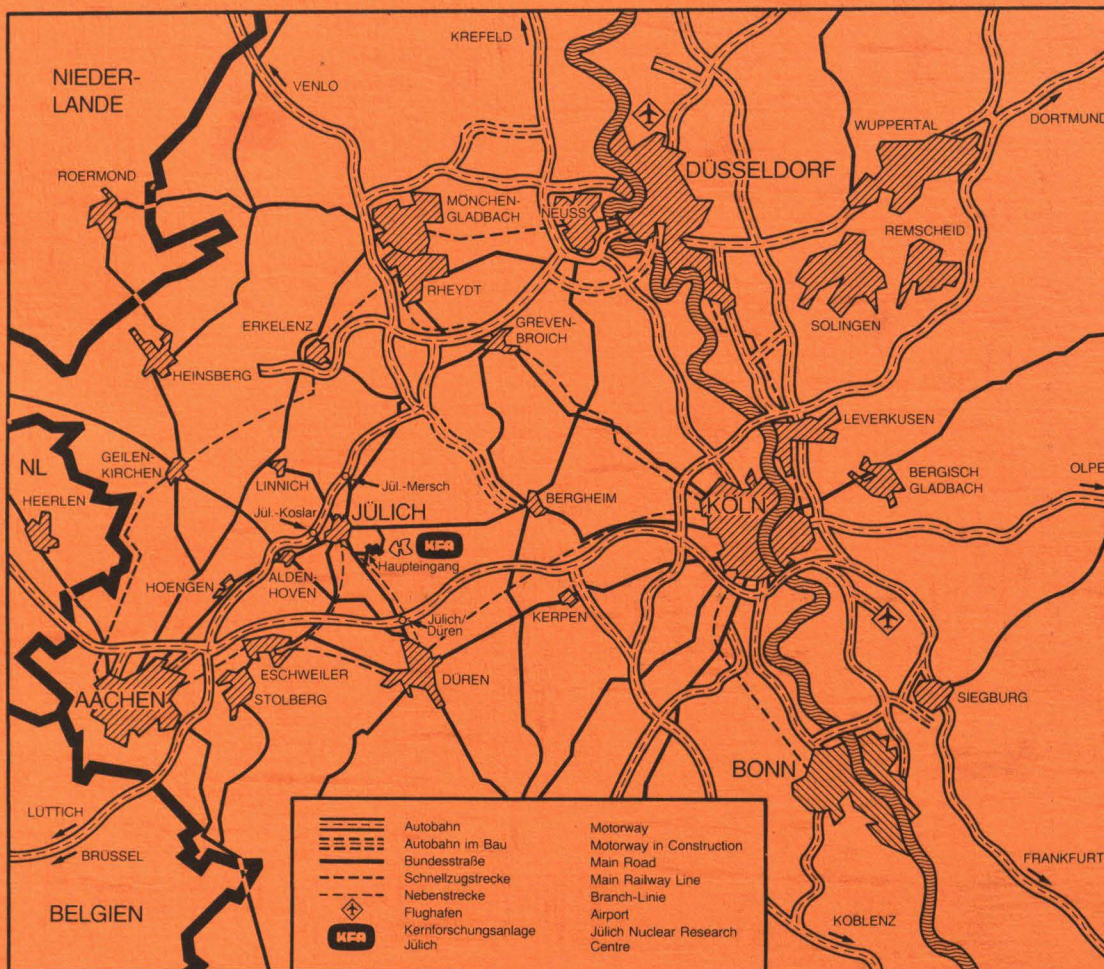 KREFELD
NIEDER-
LANDE
VENLO
DORTMUND
WUPPERTAL
ROERMOND
DÜSSELDORF
MÖNCHEN-
GLADBACH
NEUSS
REMSCHEID
RHEYDT
SOLINGEN
ERKELENZ
GREVEN-
BROICH
HEINSBERG
LEVERKUSEN
NL
GEILEN-
KIRCHEN
LINNICH
Jül.-Mersch
BERGHEIM
BERGISCH
GLADBACH
OLPE
HEERLEN
Jül.-Koslar
JÜLICH
KÖLN
KFA
Haupteingang
HOENGEN
ALDEN-
HOVEN
KERPEN
Jülich/
Düren
ESCHWEILER
DÜREN
AACHEN
STOLBERG
SIEGBURG
BONN
LÜTTICH
BRÜSSEL
FRANKFURT
BELGIEN
KOBLENZ
Autobahn Motorway
Autobahn im Bau Motorway in Construction
Bundesstraße Main Road
Schnellzugstrecke Main Railway Line
Nebenstrecke Branch-Linie
Flughafen Airport
KFA Kernforschungsanlage Jülich Nuclear Research
Jülich Centre